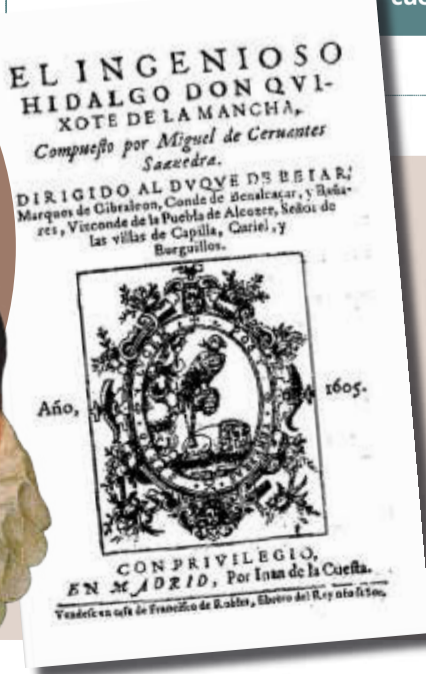 EL INGENIOSO
HIDALGO DON QVI-
XOTE DE LA MANCHA,
Compuesto por Miguel de Ceruantes
Saauedra.
DIRIGIDO AL DVQVE DE BEIAR,
Marques de Gibraleon, Conde de Benalcaçar, y Baña-
res, Vizconde de la Puebla de Alcozer, Señor de
las villas de Capilla, Curiel, y
Burguillos.
Año, 1605.
CON PRIVILEGIO,
EN MADRID, Por Iuan de la Cuesta.
Vendese en casa de Francisco de Robles, librero del Rey nro señor.